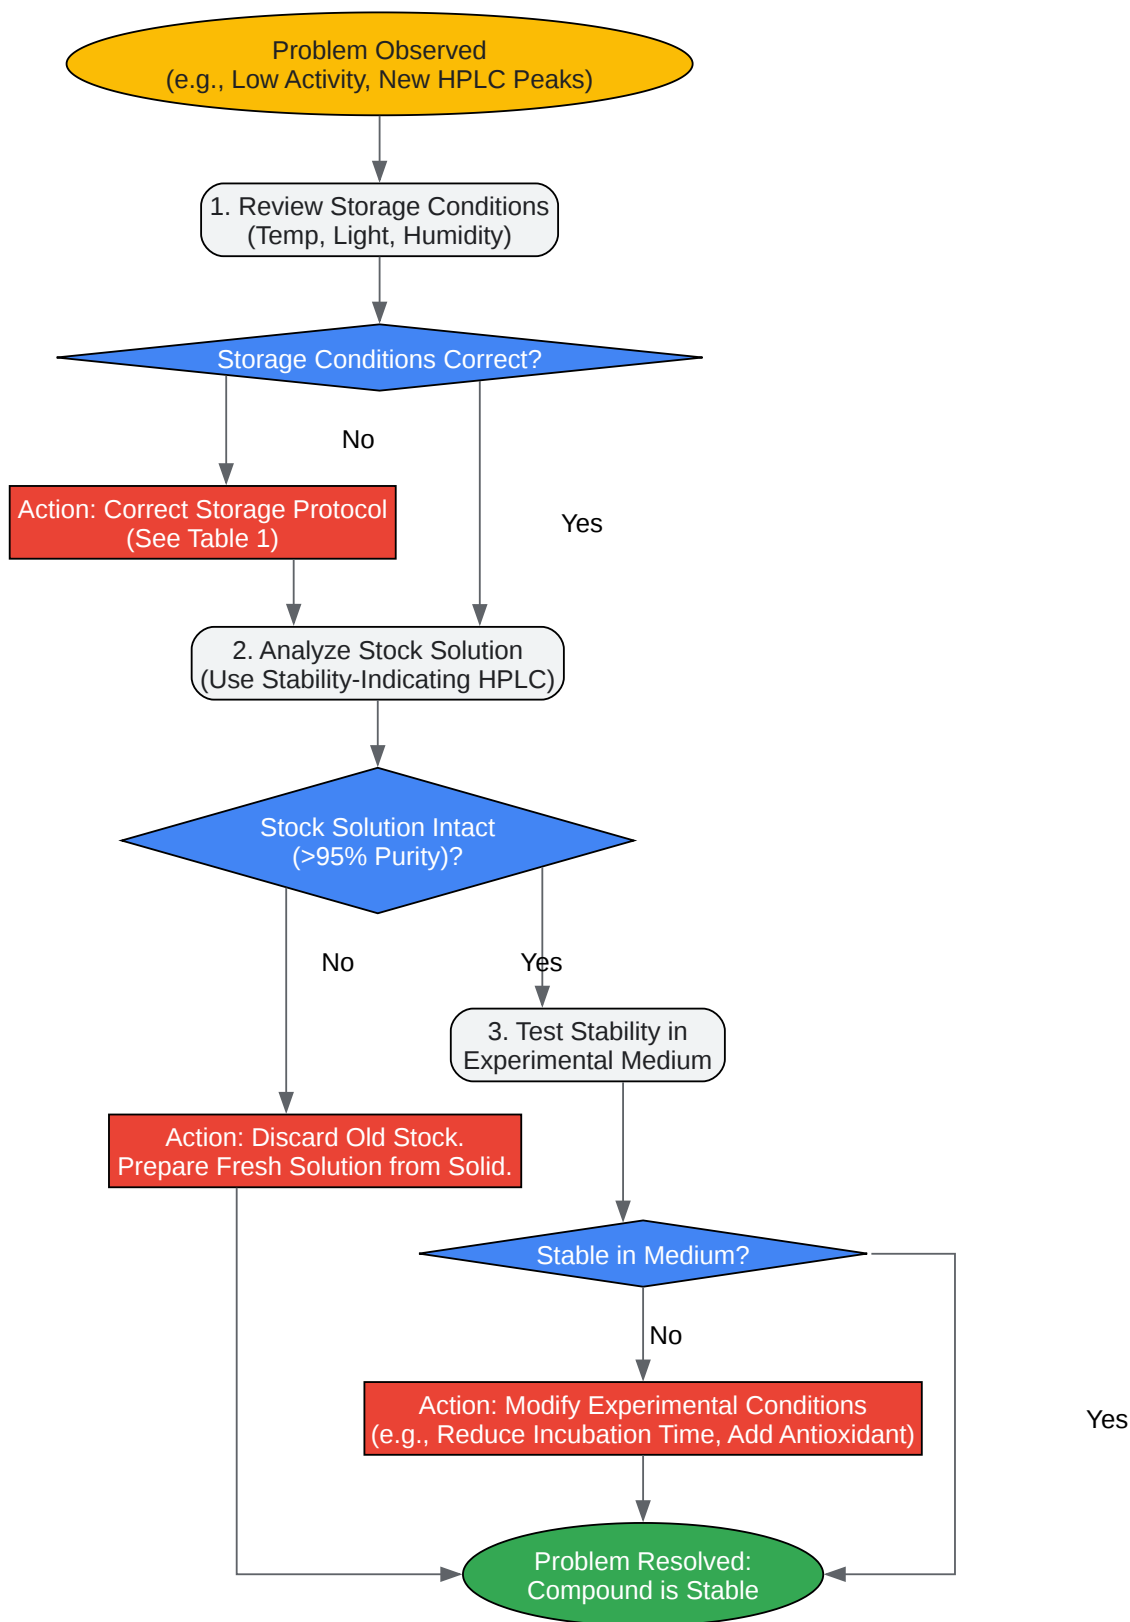 Problem Observed
(e.g., Low Activity, New HPLC Peaks)
1. Review Storage Conditions
(Temp, Light, Humidity)
Storage Conditions Correct?
No
Action: Correct Storage Protocol
(See Table 1)
Yes
2. Analyze Stock Solution
(Use Stability-Indicating HPLC)
Stock Solution Intact
(>95% Purity)?
No
Yes
3. Test Stability in
Experimental Medium
Action: Discard Old Stock.
Prepare Fresh Solution from Solid.
Stable in Medium?
No
Action: Modify Experimental Conditions
(e.g., Reduce Incubation Time, Add Antioxidant)
Yes
Problem Resolved:
Compound is Stable